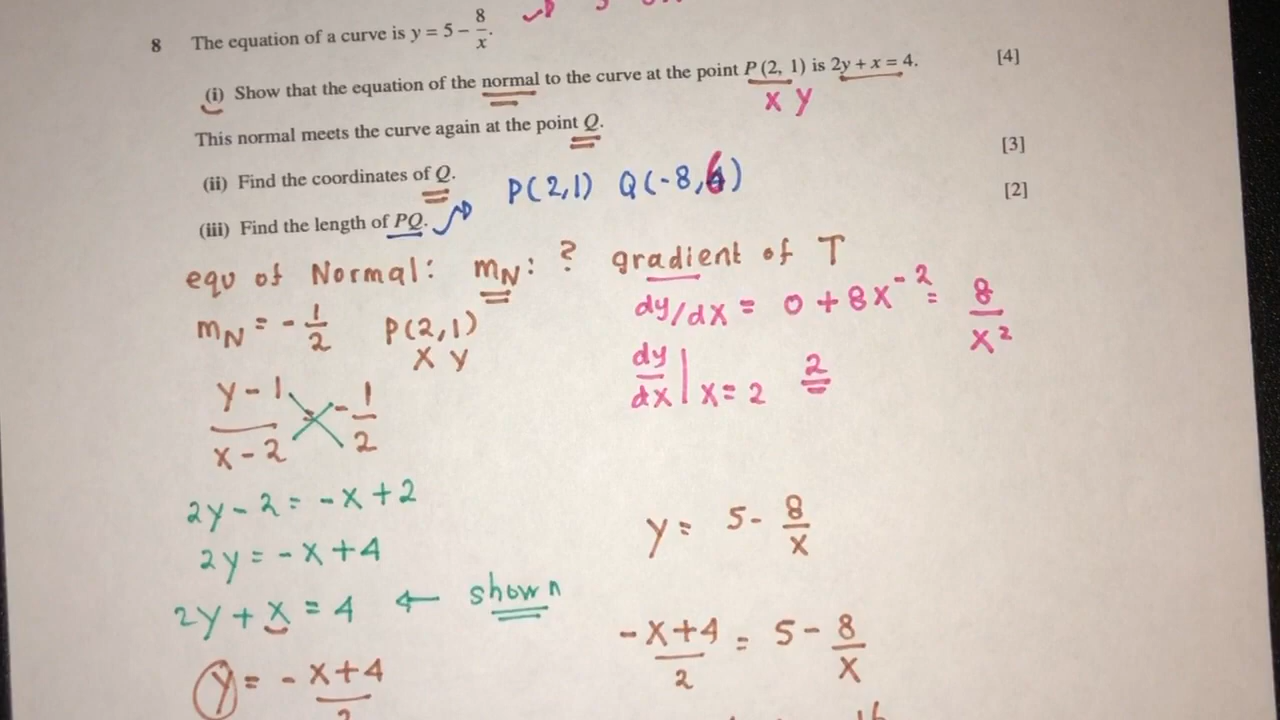 8 The equation of a curve is y = 5 − 8/x.
(i) Show that the equation of the normal to the curve at the point P (2, 1) is 2y + x = 4. [4]
x y
This normal meets the curve again at the point Q.
(ii) Find the coordinates of Q. [3]
P(2,1) Q(-8,6)
(iii) Find the length of PQ. [2]
equ of Normal: mN: ? gradient of T
mN = -1/2 P(2,1)
x y
dy/dx = 0 + 8x^-2 = 8/x²
dy/dx | x = 2 2
y-1/x-2 = -1/2
2y - 2 = -x + 2
2y = -x + 4
2y + x = 4 ← shown
y = -x+4/2
y = 5 - 8/x
-x+4/2 = 5 - 8/x
16